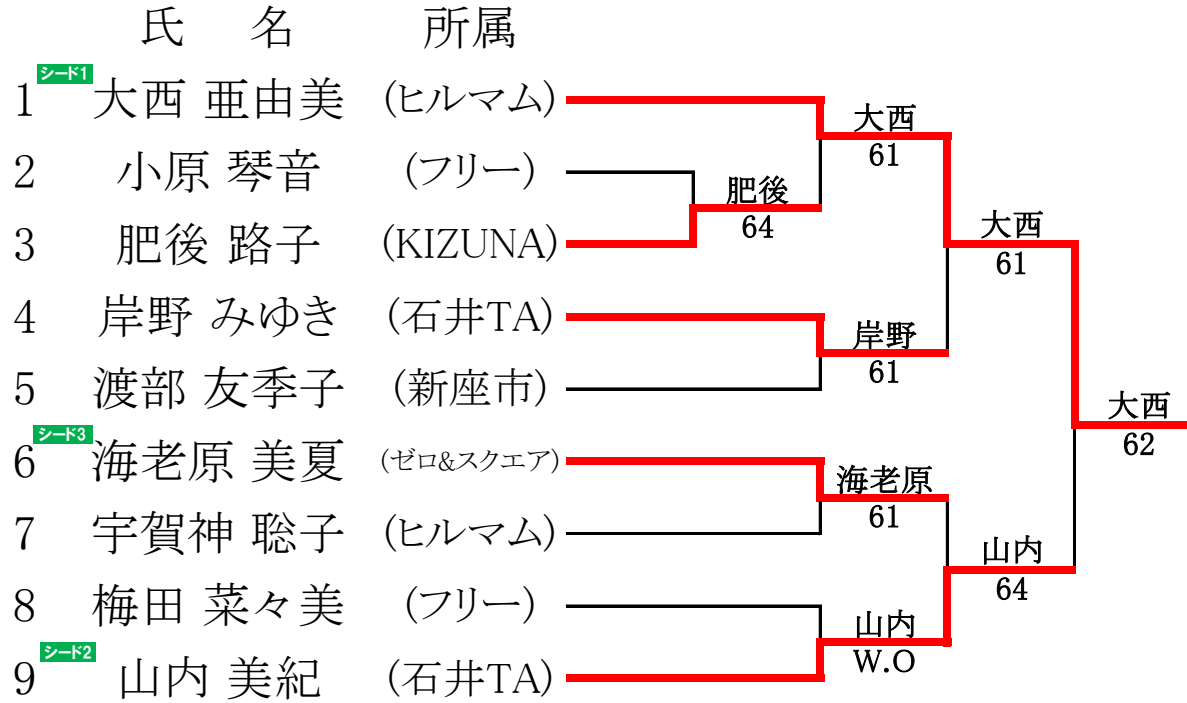 氏 名 所属
シード1
1 大西 亜由美 (ヒルマム)
大西
61
2 小原 琴音 (フリー)
肥後
64
3 肥後 路子 (KIZUNA)
大西
61
4 岸野 みゆき (石井TA)
岸野
61
5 渡部 友季子 (新座市)
大西
62
シード3
6 海老原 美夏 (ゼロ&スクエア)
海老原
61
7 宇賀神 聡子 (ヒルマム)
山内
64
8 梅田 菜々美 (フリー)
山内
W.O
シード2
9 山内 美紀 (石井TA)